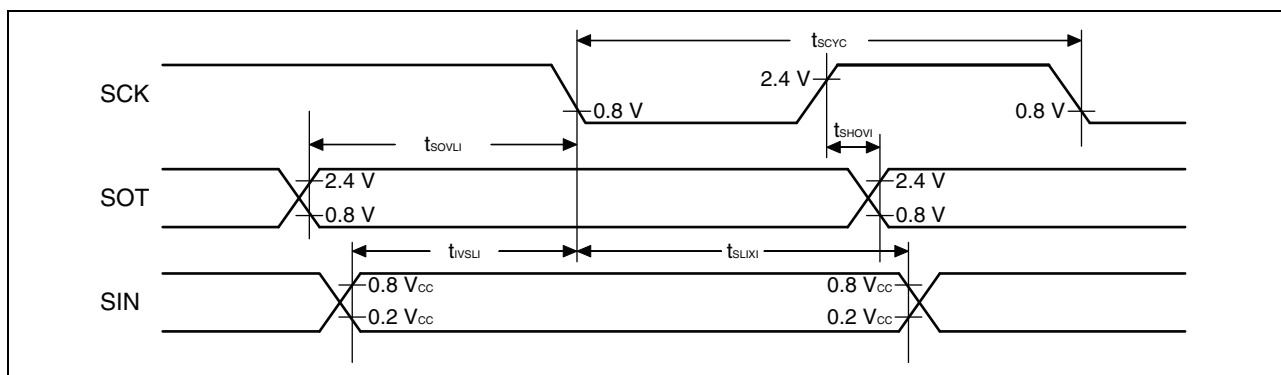 tSCYC
SCK
2.4 V
0.8 V
0.8 V
tSHOVI
tSOVLI
SOT
2.4 V
0.8 V
2.4 V
0.8 V
tIVSLI
tSLIXI
SIN
0.8 VCC
0.2 VCC
0.8 VCC
0.2 VCC